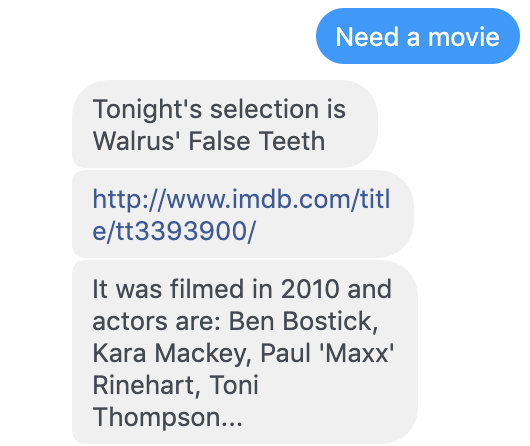 Need a movie
Tonight's selection is
Walrus' False Teeth
http://www.imdb.com/titl
e/tt3393900/
It was filmed in 2010 and
actors are: Ben Bostick,
Kara Mackey, Paul 'Maxx'
Rinehart, Toni
Thompson...